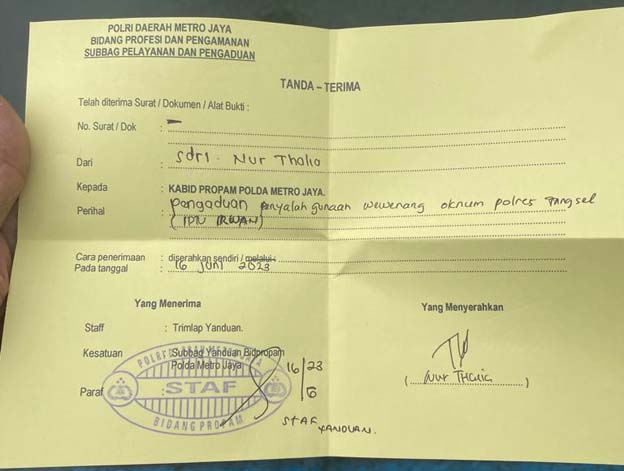 POLRI DAERAH METRO JAYA
BIDANG PROFESI DAN PENGAMANAN
SUBBAG PELAYANAN DAN PENGADUAN
TANDA – TERIMA
Telah diterima Surat / Dokumen / Alat Bukti :
No. Surat / Dok : -
Dari : Sdri. Nur Thalia
Kepada : KABID PROPAM POLDA METRO JAYA.
Perihal : pengaduan penyalah gunaan wewenang oknum polres Tangsel
(IPTU IRWAN)
Cara penerimaan : diserahkan sendiri / melalui :
Pada tanggal : 16 Juni 2023
Yang Menerima
Yang Menyerahkan
Staff : Trimlap Yanduan.
Kesatuan : Subbag Yanduan Bidpropam
Polda Metro Jaya
Paraf :
16/23
6
STAF YANDUAN.
STAF
BIDANG PROPAM